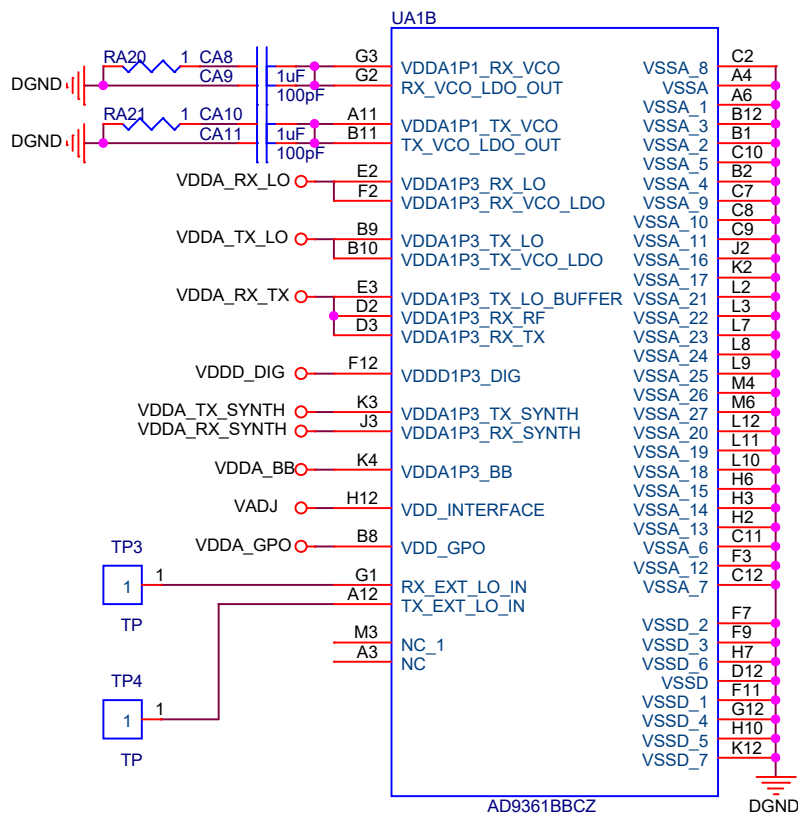 UA1B
RA20 1 CA8 1uF G3 VDDA1P1_RX_VCO VSSA_8 C2
DGND CA9 100pF G2 RX_VCO_LDO_OUT VSSA A4
VSSA_1 A6
RA21 1 CA10 1uF A11 VDDA1P1_TX_VCO VSSA_3 B12
DGND CA11 100pF B11 TX_VCO_LDO_OUT VSSA_2 B1
VSSA_5 C10
VDDA_RX_LO E2 VDDA1P3_RX_LO VSSA_4 B2
F2 VDDA1P3_RX_VCO_LDO VSSA_9 C7
VSSA_10 C8
VDDA_TX_LO B9 VDDA1P3_TX_LO VSSA_11 C9
B10 VDDA1P3_TX_VCO_LDO VSSA_16 J2
VSSA_17 K2
VDDA_RX_TX E3 VDDA1P3_TX_LO_BUFFER VSSA_21 L2
D2 VDDA1P3_RX_RF VSSA_22 L3
D3 VDDA1P3_RX_TX VSSA_23 L7
VSSA_24 L8
VDDD_DIG F12 VDDD1P3_DIG VSSA_25 L9
VSSA_26 M4
VDDA_TX_SYNTH K3 VDDA1P3_TX_SYNTH VSSA_27 M6
VDDA_RX_SYNTH J3 VDDA1P3_RX_SYNTH VSSA_20 L12
VSSA_19 L11
VDDA_BB K4 VDDA1P3_BB VSSA_18 L10
VSSA_15 H6
VADJ H12 VDD_INTERFACE VSSA_14 H3
VSSA_13 H2
VDDA_GPO B8 VDD_GPO VSSA_6 C11
VSSA_12 F3
TP3 1 1 G1 RX_EXT_LO_IN VSSA_7 C12
TP A12 TX_EXT_LO_IN
VSSD_2 F7
M3 NC_1 VSSD_3 F9
A3 NC VSSD_6 H7
TP4 VSSD D12
1 1 VSSD_1 F11
TP VSSD_4 G12
VSSD_5 H10
VSSD_7 K12
AD9361BBCZ DGND